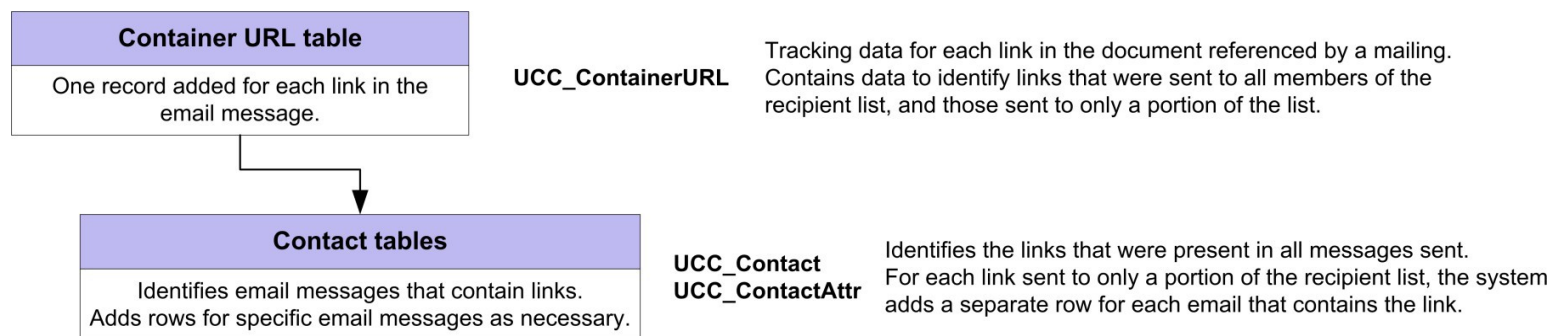 Container URL table
One record added for each link in the
email message.
UCC_ContainerURL
Tracking data for each link in the document referenced by a mailing.
Contains data to identify links that were sent to all members of the
recipient list, and those sent to only a portion of the list.
Contact tables
Identifies email messages that contain links.
Adds rows for specific email messages as necessary.
UCC_Contact
UCC_ContactAttr
Identifies the links that were present in all messages sent.
For each link sent to only a portion of the recipient list, the system
adds a separate row for each email that contains the link.